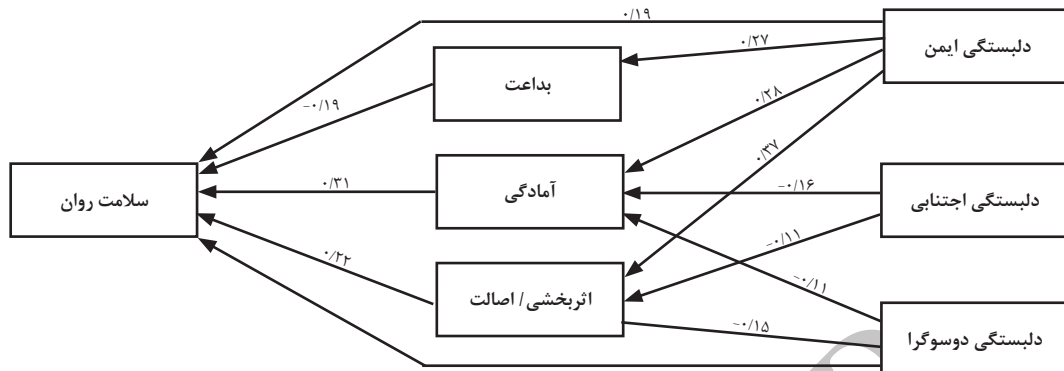 ۰/۱۹
دلبستگی ایمن
۰/۲۷
بداعت
۰/۲۸
-۰/۱۹
۰/۳۷
دلبستگی اجتنابی
-۰/۱۶
آمادگی
۰/۳۱
سلامت روان
-۰/۱۱
۰/۲۲
اثربخشی/ اصالت
-۰/۱۱
دلبستگی دوسوگرا
-۰/۱۵